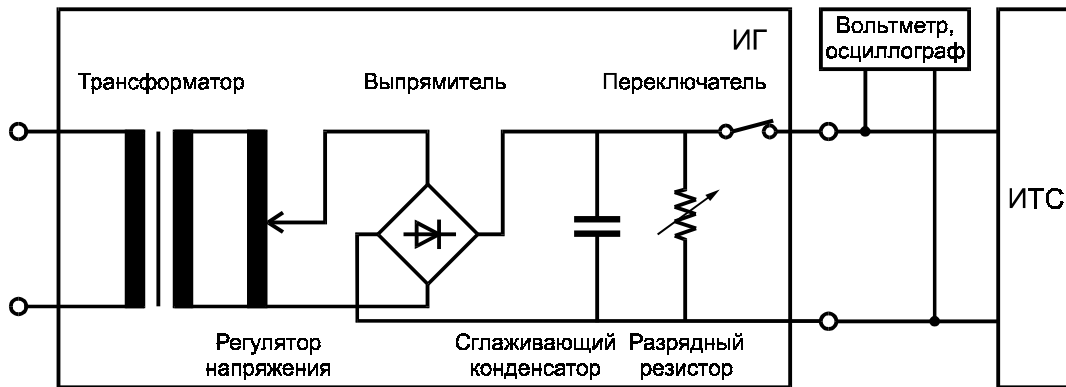 Вольтметр,
осциллограф
ИГ
Трансформатор
Выпрямитель
Переключатель
ИТС
Регулятор
напряжения
Сглаживающий
конденсатор
Разрядный
резистор